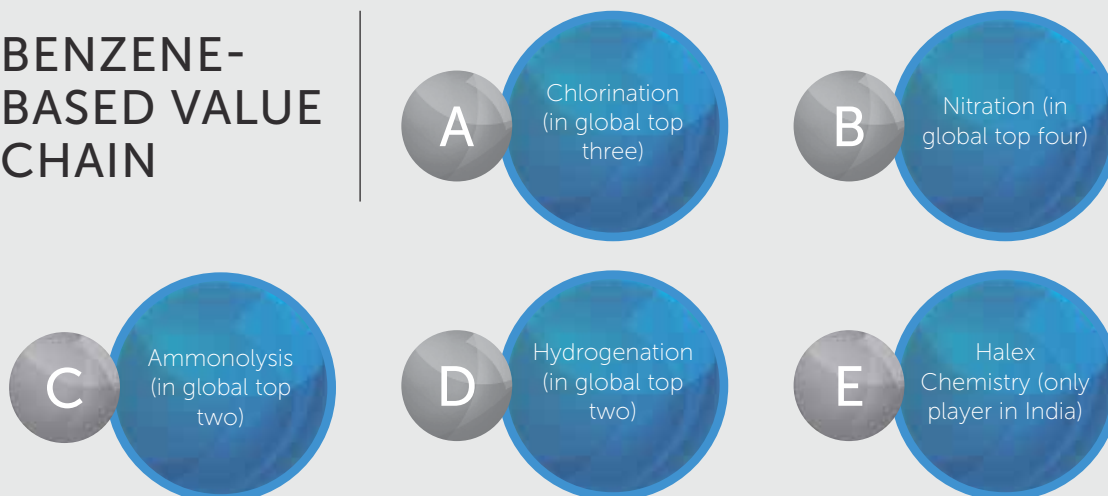 BENZENE-
BASED VALUE
CHAIN
A
Chlorination
(in global top
three)
B
Nitration (in
global top four)
C
Ammonolysis
(in global top
two)
D
Hydrogenation
(in global top
two)
E
Halex
Chemistry (only
player in India)